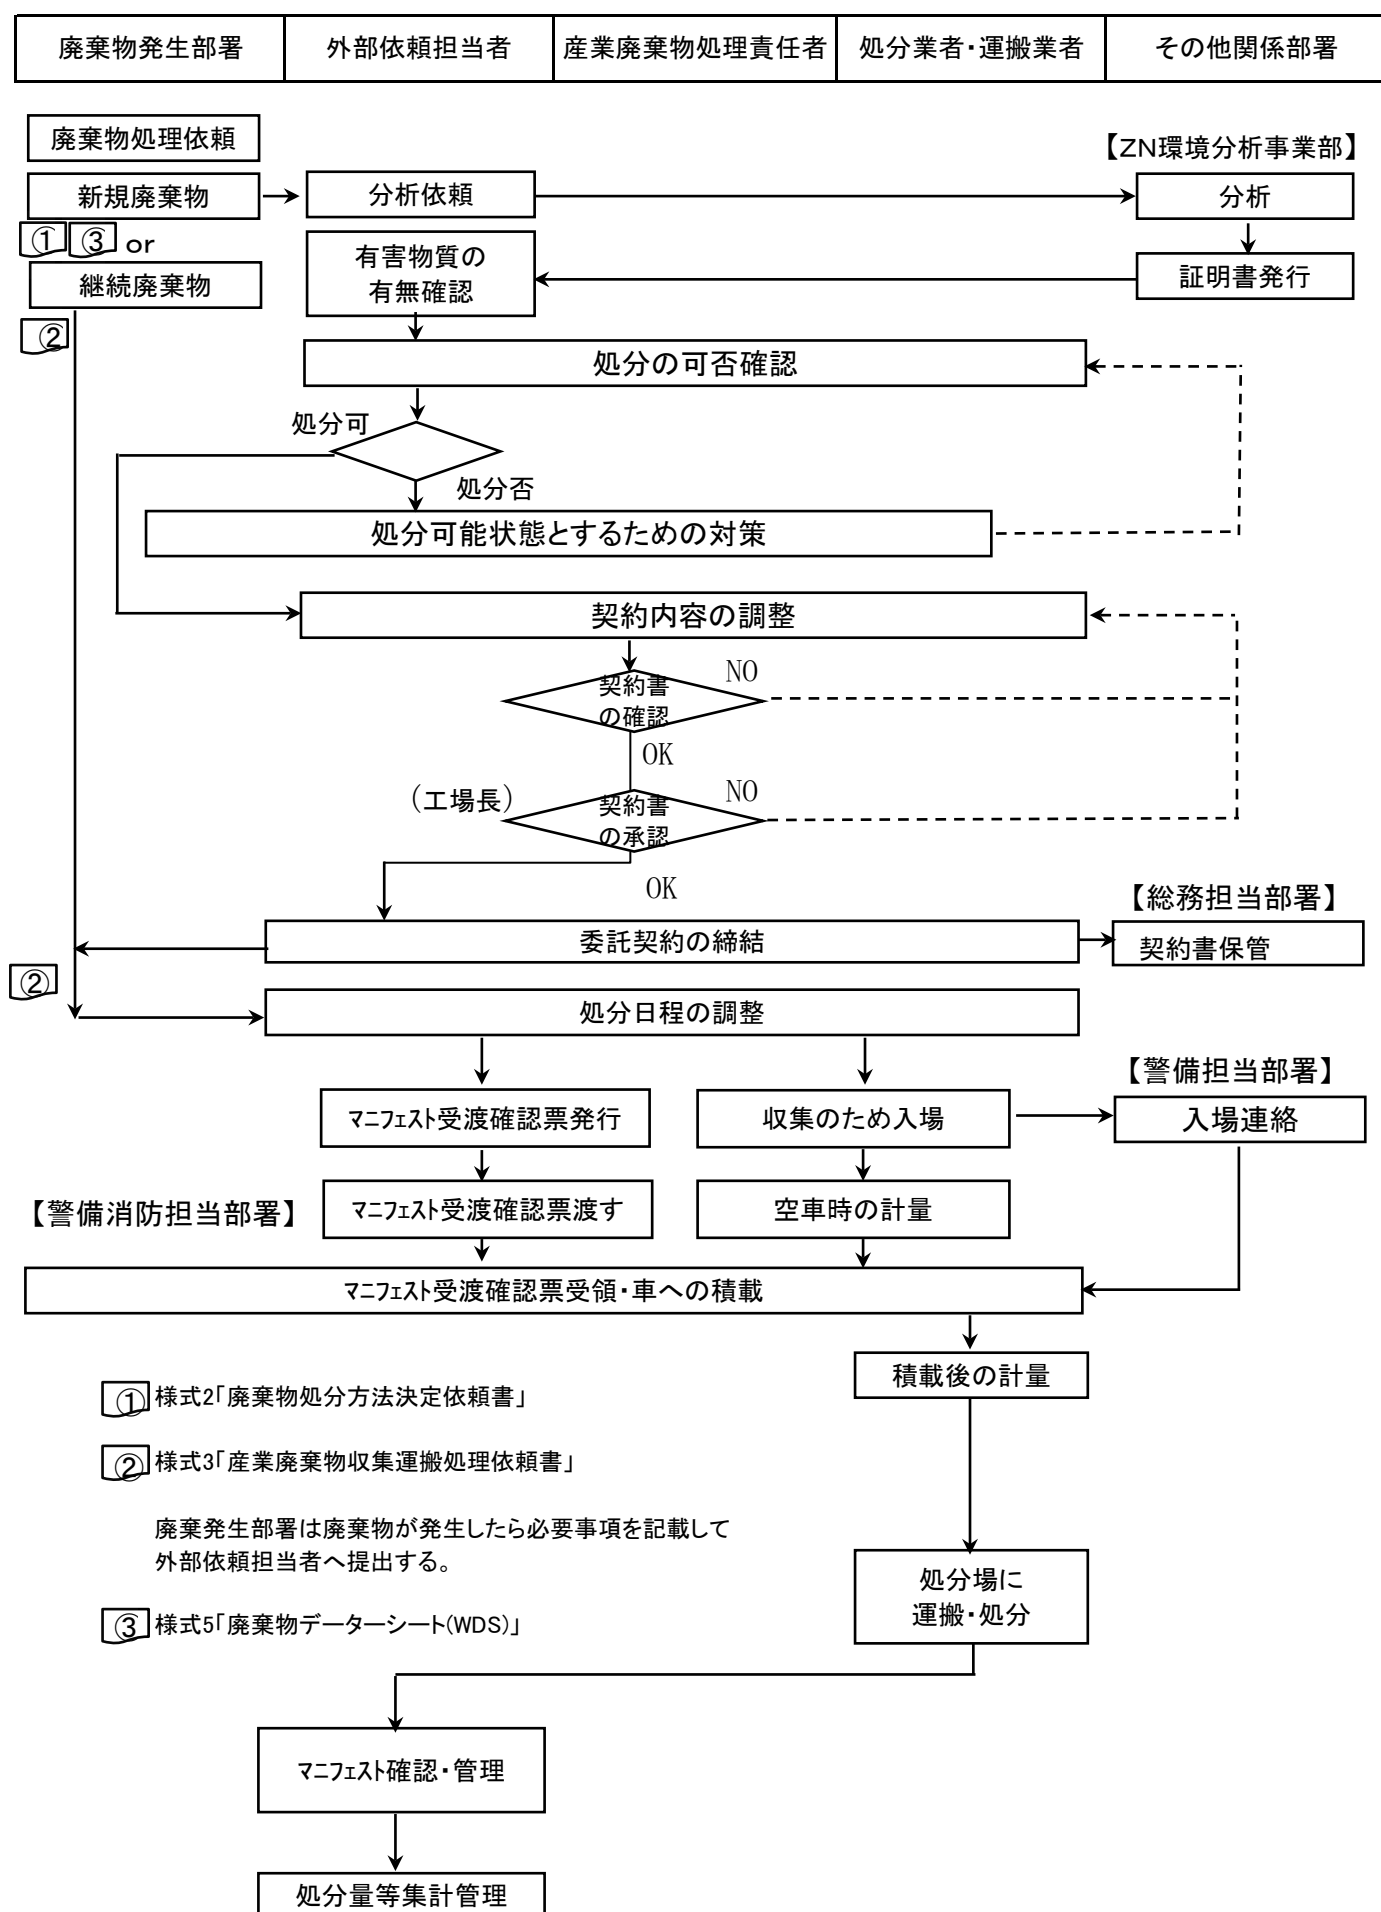 廃棄物発生部署
外部依頼担当者
産業廃棄物処理責任者
処分業者・運搬業者
その他関係部署
廃棄物処理依頼
【ZN環境分析事業部】
新規廃棄物
分析依頼
分析
① ③ or
有害物質の
有無確認
継続廃棄物
証明書発行
②
処分の可否確認
処分可
処分否
処分可能状態とするための対策
契約内容の調整
契約書
の確認
NO
OK
(工場長)
契約書
の承認
NO
OK
【総務担当部署】
委託契約の締結
契約書保管
②
処分日程の調整
【警備担当部署】
ﾏﾆﾌｪｽﾄ受渡確認票発行
収集のため入場
入場連絡
【警備消防担当部署】
ﾏﾆﾌｪｽﾄ受渡確認票渡す
空車時の計量
ﾏﾆﾌｪｽﾄ受渡確認票受領・車への積載
積載後の計量
① 様式2「廃棄物処分方法決定依頼書」
② 様式3「産業廃棄物収集運搬処理依頼書」
廃棄発生部署は廃棄物が発生したら必要事項を記載して
外部依頼担当者へ提出する。
処分場に
運搬・処分
③ 様式5「廃棄物データーシート(WDS)」
ﾏﾆﾌｪｽﾄ確認・管理
処分量等集計管理